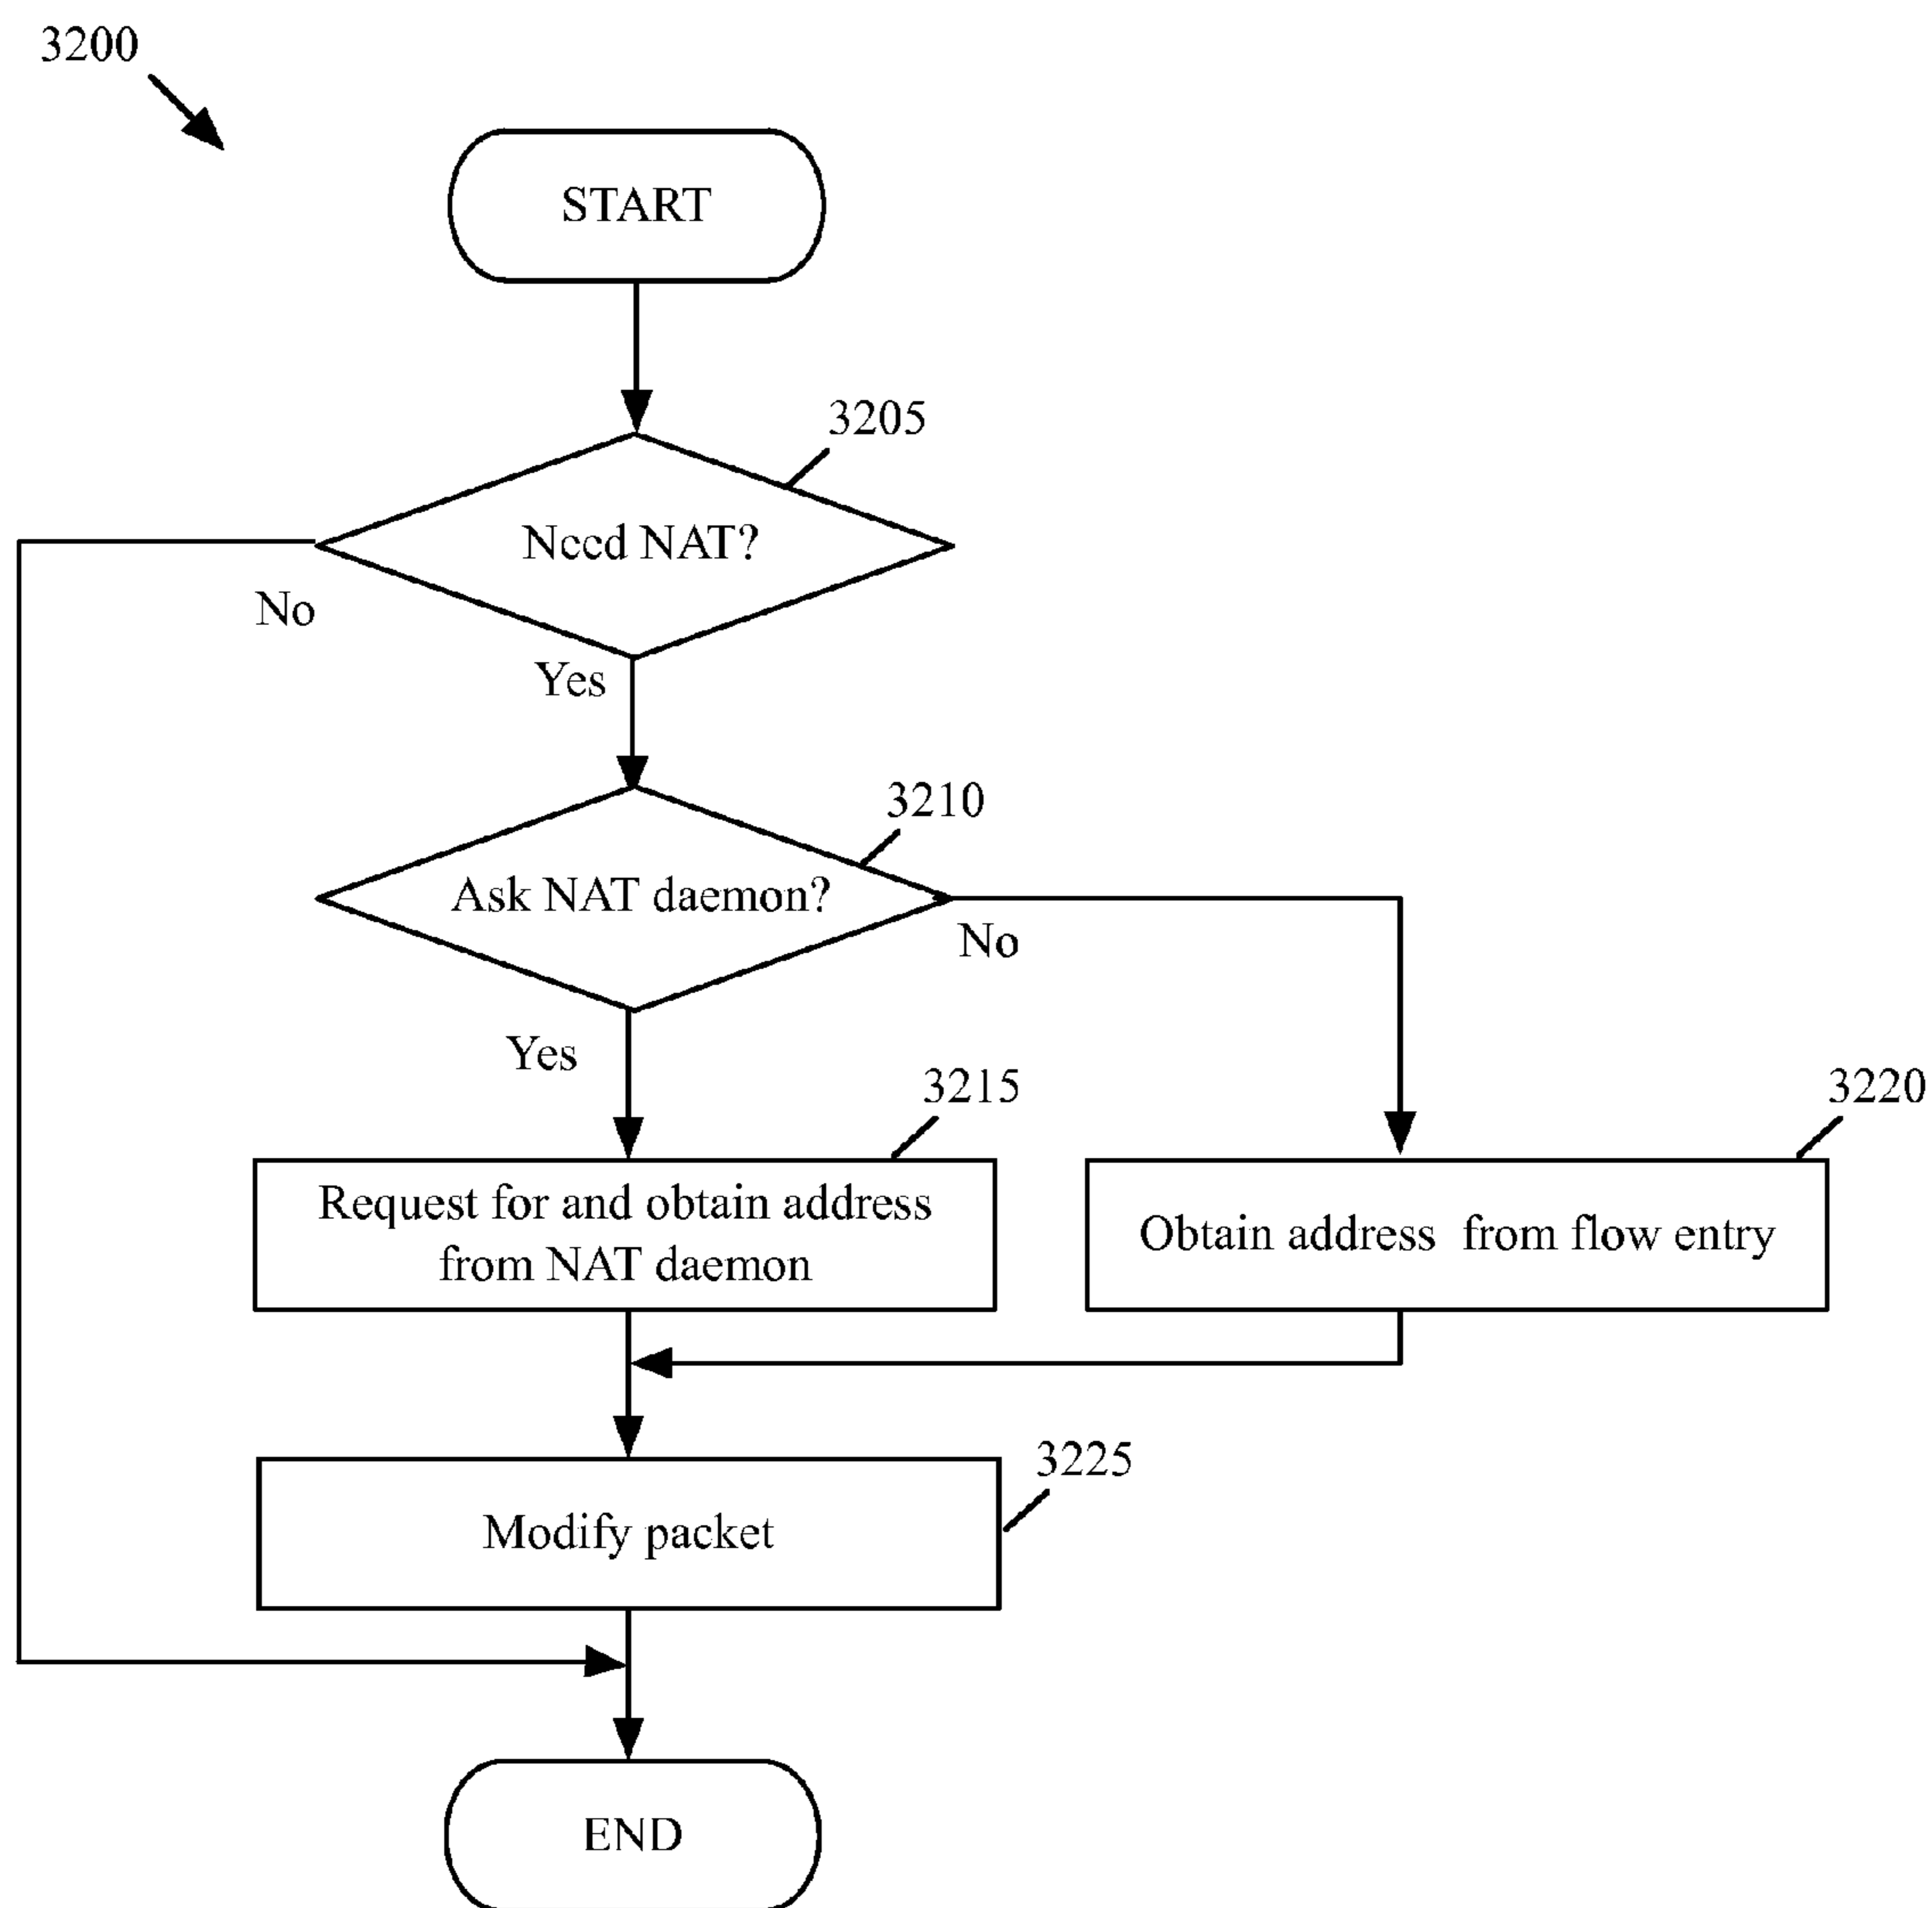 3200
START
3205
Need NAT?
No
Yes
3210
Ask NAT daemon?
No
Yes
3215
3220
Request for and obtain address
from NAT daemon
Obtain address from flow entry
3225
Modify packet
END